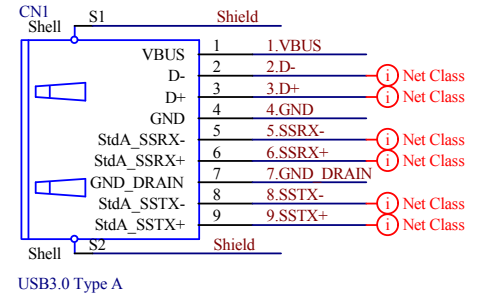 CN1
Shell S1 Shield
VBUS 1 1.VBUS
D- 2 2.D- i Net Class
D+ 3 3.D+ i Net Class
GND 4 4.GND
StdA_SSRX- 5 5.SSRX- i Net Class
StdA_SSRX+ 6 6.SSRX+ i Net Class
GND_DRAIN 7 7.GND_DRAIN
StdA_SSTX- 8 8.SSTX- i Net Class
StdA_SSTX+ 9 9.SSTX+ i Net Class
Shell S2 Shield
USB3.0 Type A